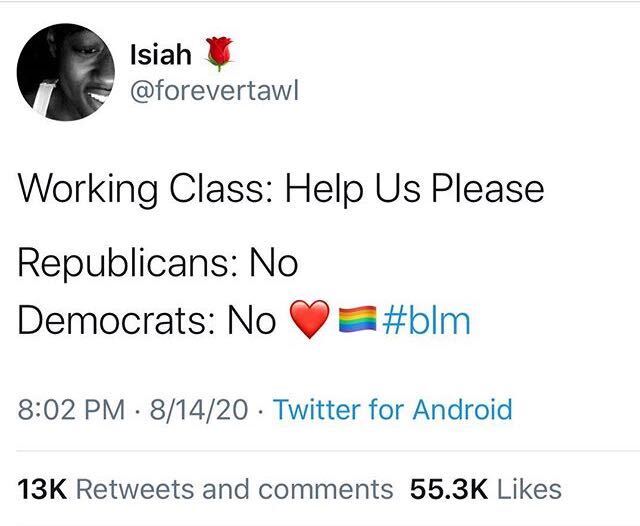 Isiah 🌹
@forevertawl
Working Class: Help Us Please
Republicans: No
Democrats: No ❤️ 🏳️‍🌈 #blm
8:02 PM · 8/14/20 · Twitter for Android
13K Retweets and comments 55.3K Likes